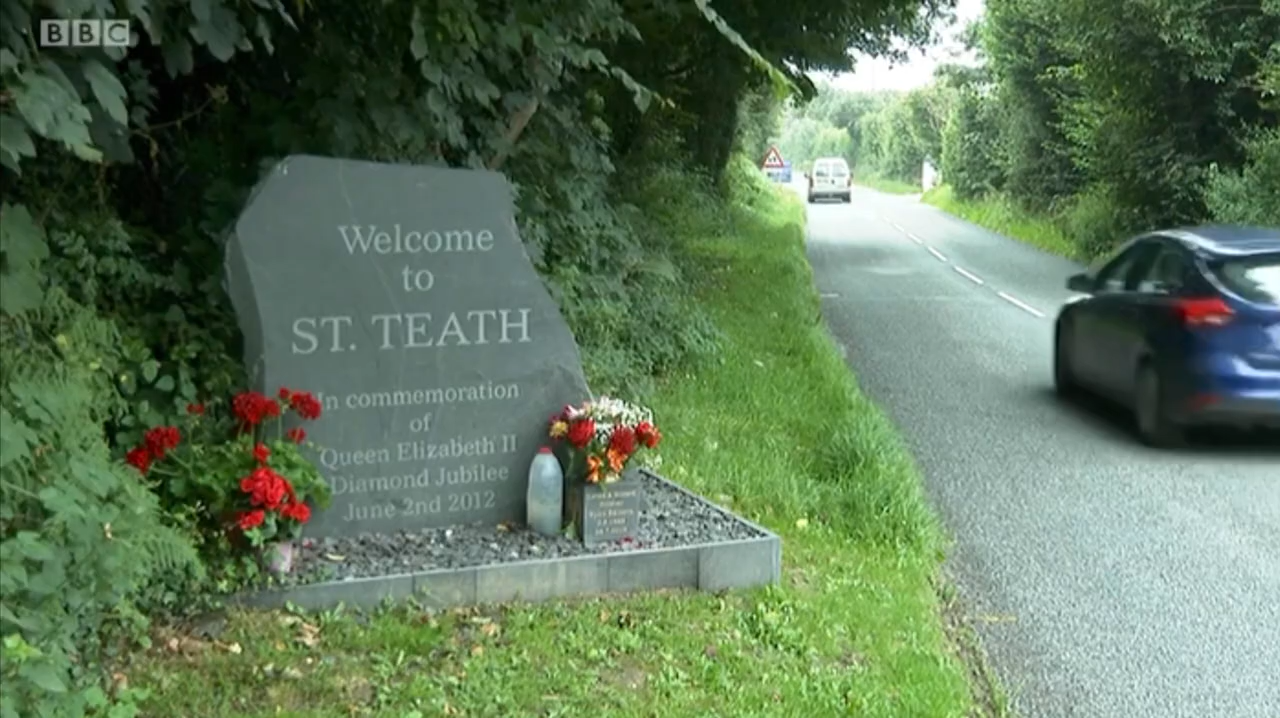 BBC
Welcome
to
ST. TEATH
In commemoration
of
Queen Elizabeth II
Diamond Jubilee
June 2nd 2012